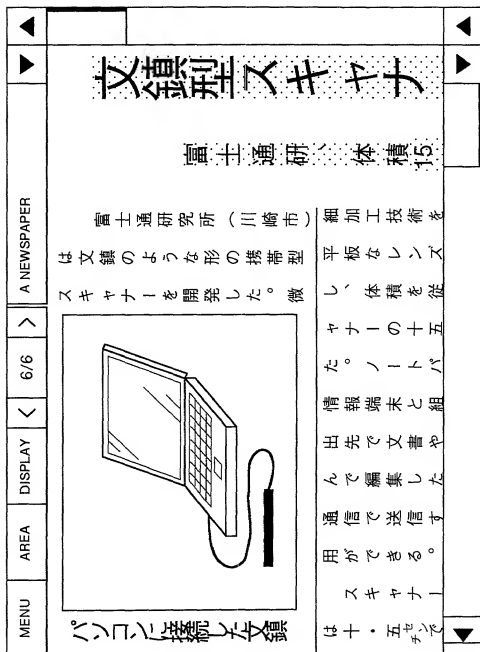 MENU AREA DISPLAY < 6/6 > A NEWSPAPER
文鎮型スキャナ
富士通研、体積15
富士通研究所（川崎市）
は文鎮のような形の携帯型
スキャナーを開発した。微
パソコンに接続した文鎮
細加工技術を
平板なレンズ
し、体積を従
ャナーの十五
た。ノートパ
情報端末と組
出先で文書や
んで編集した
通信で送信す
用ができる。
スキャナー
は十・五センチで